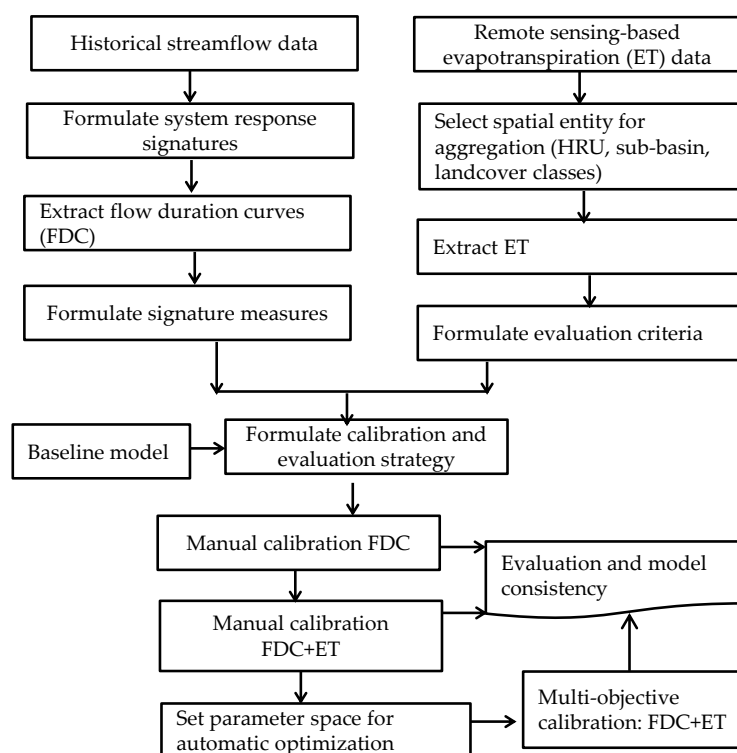 Historical streamflow data
Formulate system response
signatures
Extract flow duration curves
(FDC)
Formulate signature measures
Remote sensing-based
evapotranspiration (ET) data
Select spatial entity for
aggregation (HRU, sub-basin,
landcover classes)
Extract ET
Formulate evaluation criteria
Baseline model
Formulate calibration and
evaluation strategy
Manual calibration FDC
Evaluation and model
consistency
Manual calibration
FDC+ET
Set parameter space for
automatic optimization
Multi-objective
calibration: FDC+ET